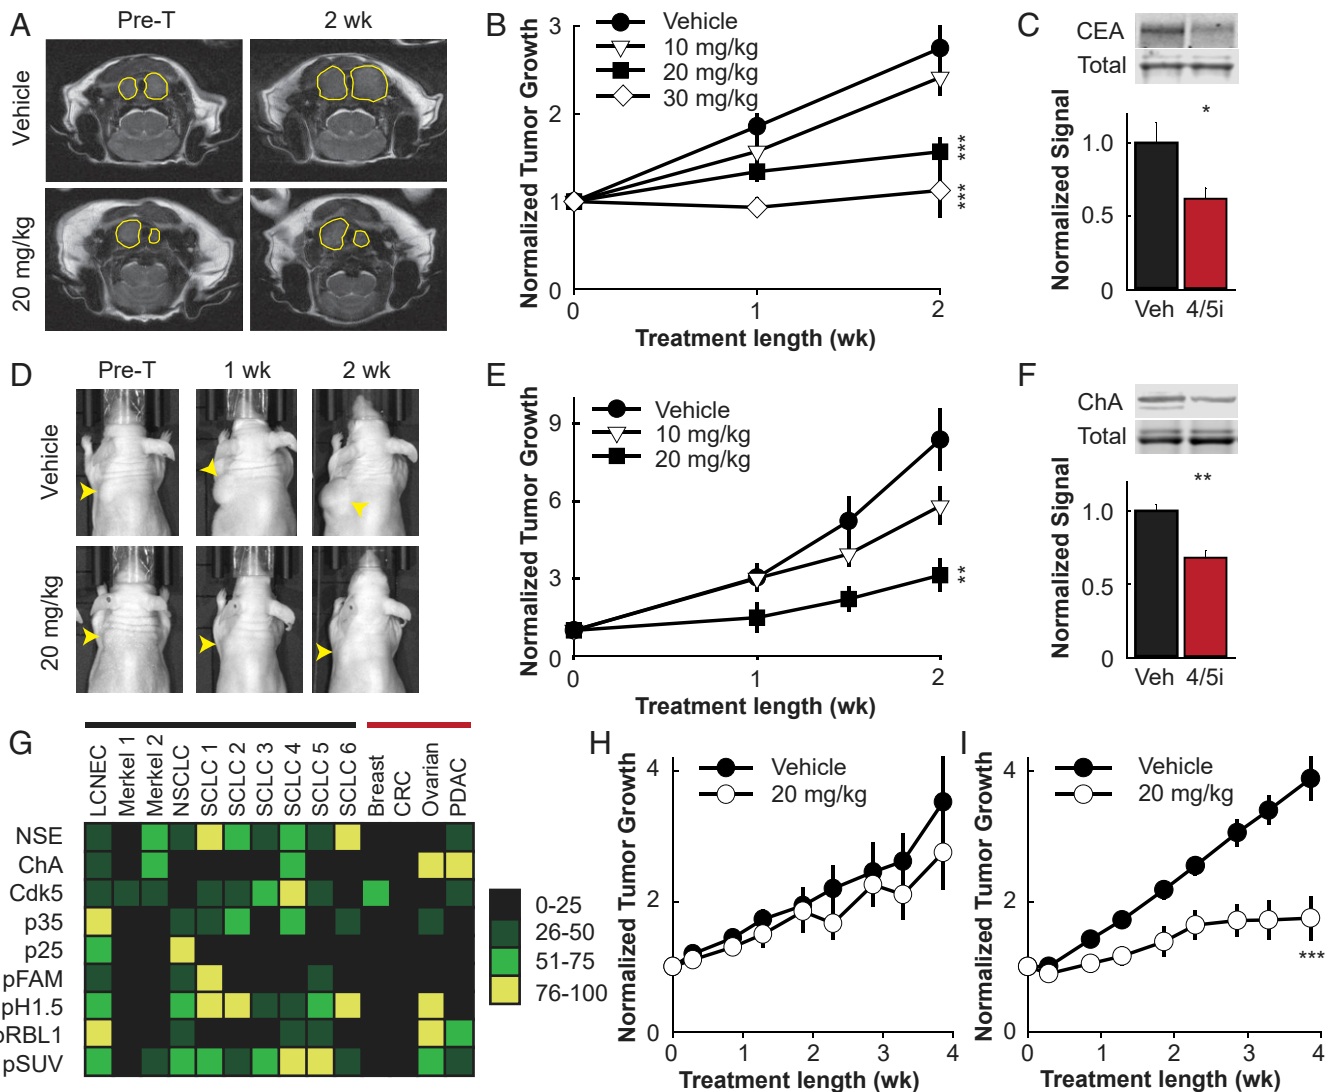 A
Pre-T
2 wk
Vehicle
20 mg/kg
B
Vehicle
10 mg/kg
20 mg/kg
30 mg/kg
Normalized Tumor Growth
3
2
1
0
***
***
0
1
2
Treatment length (wk)
C
CEA
Total
*
Normalized Signal
1.0
0.5
0
Veh
4/5i
D
Pre-T
1 wk
2 wk
Vehicle
20 mg/kg
E
Vehicle
10 mg/kg
20 mg/kg
Normalized Tumor Growth
9
6
3
0
**
0
1
2
Treatment length (wk)
F
ChA
Total
**
Normalized Signal
1.0
0.5
0
Veh
4/5i
G
LCNEC
Merkel 1
Merkel 2
NSCLC
SCLC 1
SCLC 2
SCLC 3
SCLC 4
SCLC 5
SCLC 6
Breast
CRC
Ovarian
PDAC
NSE
ChA
Cdk5
p35
p25
pFAM
pH1.5
pRBL1
pSUV
0-25
26-50
51-75
76-100
H
Vehicle
20 mg/kg
Normalized Tumor Growth
4
2
0
0
1
2
3
4
Treatment length (wk)
I
Vehicle
20 mg/kg
Normalized Tumor Growth
4
2
0
***
0
1
2
3
4
Treatment length (wk)